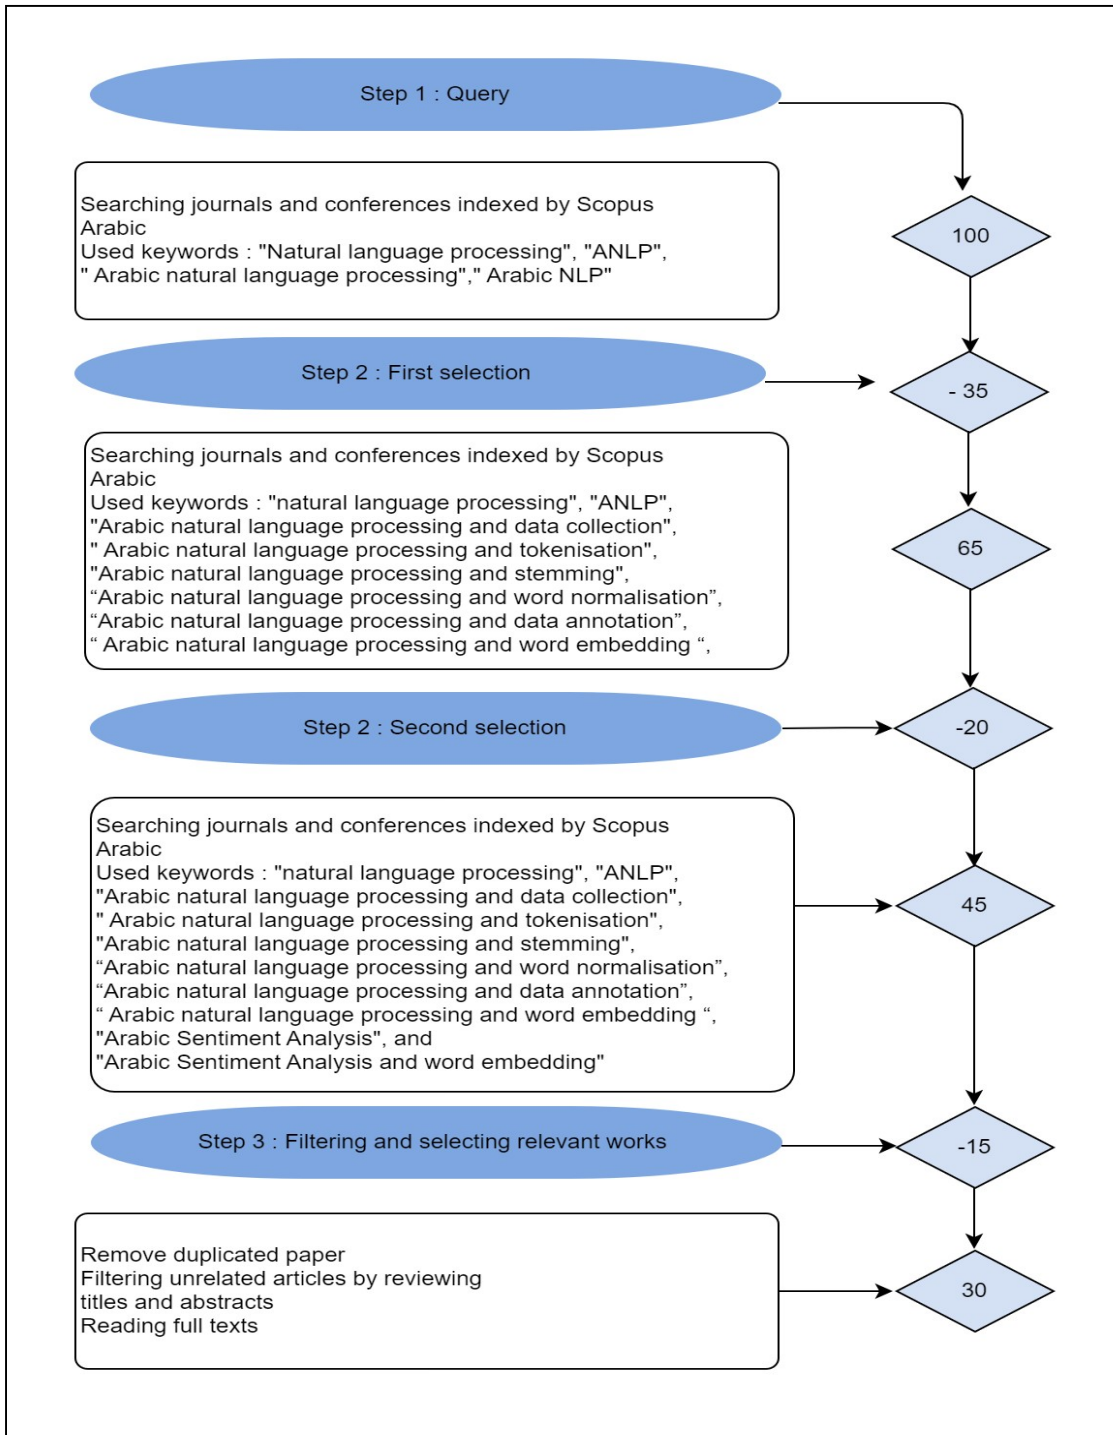 Step 1 : Query
100
Searching journals and conferences indexed by Scopus
Arabic
Used keywords : "Natural language processing", "ANLP",
" Arabic natural language processing"," Arabic NLP"
Step 2 : First selection
- 35
Searching journals and conferences indexed by Scopus
Arabic
Used keywords : "natural language processing", "ANLP",
"Arabic natural language processing and data collection",
" Arabic natural language processing and tokenisation",
"Arabic natural language processing and stemming",
“Arabic natural language processing and word normalisation”,
“Arabic natural language processing and data annotation”,
“ Arabic natural language processing and word embedding “,
65
Step 2 : Second selection
-20
Searching journals and conferences indexed by Scopus
Arabic
Used keywords : "natural language processing", "ANLP",
"Arabic natural language processing and data collection",
" Arabic natural language processing and tokenisation",
"Arabic natural language processing and stemming",
“Arabic natural language processing and word normalisation”,
“Arabic natural language processing and data annotation”,
“ Arabic natural language processing and word embedding “,
"Arabic Sentiment Analysis", and
"Arabic Sentiment Analysis and word embedding"
45
Step 3 : Filtering and selecting relevant works
-15
Remove duplicated paper
Filtering unrelated articles by reviewing
titles and abstracts
Reading full texts
30